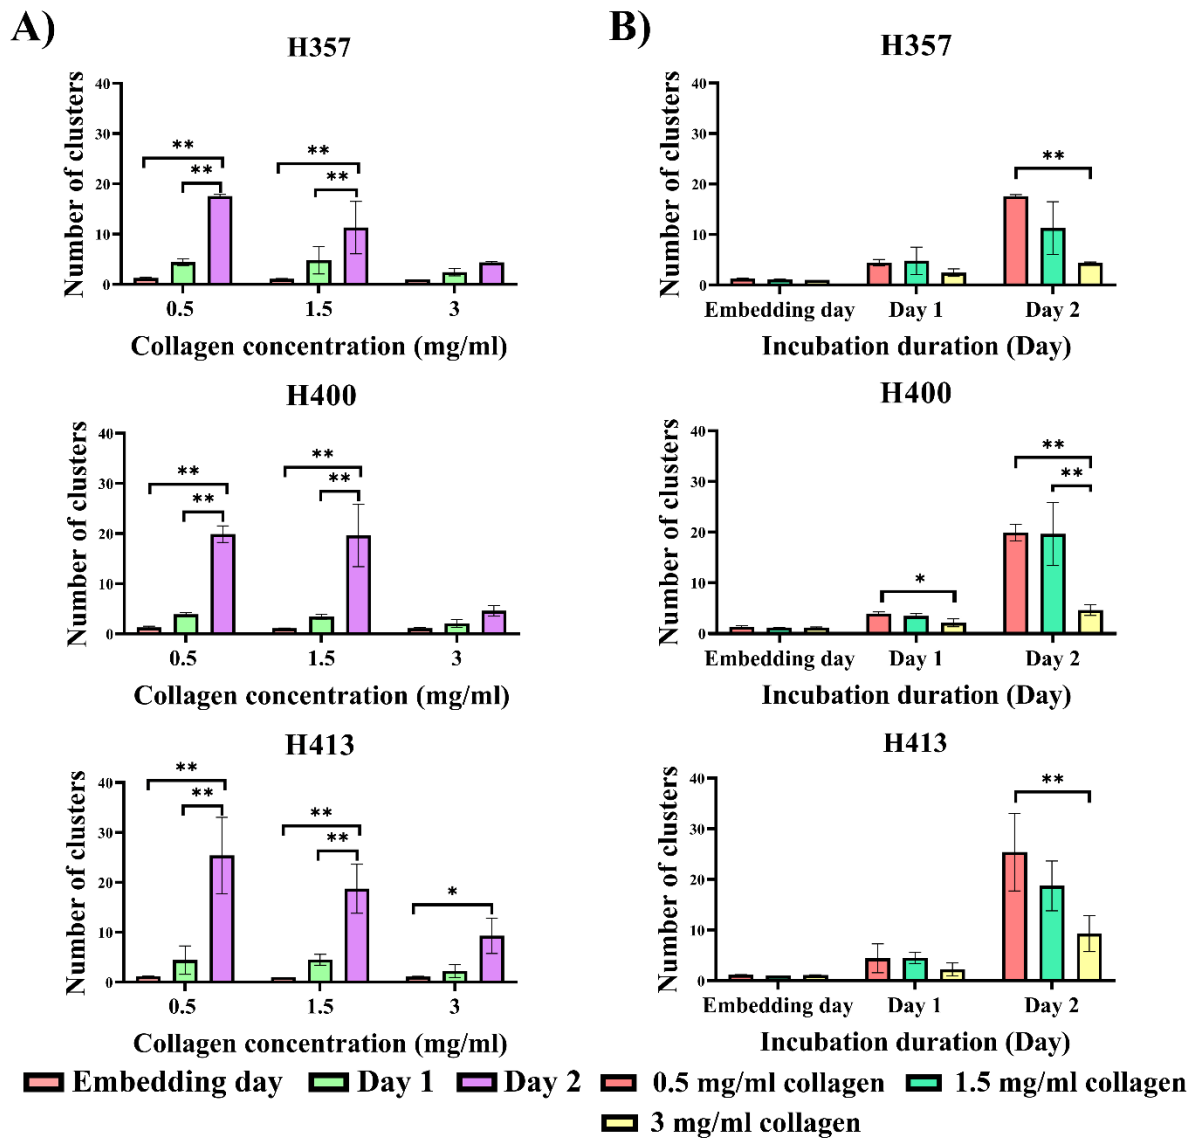 A)
H357
Number of clusters
40
30
20
10
0
**
**
**
**
0.5 1.5 3
Collagen concentration (mg/ml)
H400
Number of clusters
40
30
20
10
0
**
**
**
**
0.5 1.5 3
Collagen concentration (mg/ml)
H413
Number of clusters
40
30
20
10
0
**
**
**
**
*
0.5 1.5 3
Collagen concentration (mg/ml)
Embedding day Day 1 Day 2
B)
H357
Number of clusters
40
30
20
10
0
**
Embedding day Day 1 Day 2
Incubation duration (Day)
H400
Number of clusters
40
30
20
10
0
**
**
*
Embedding day Day 1 Day 2
Incubation duration (Day)
H413
Number of clusters
40
30
20
10
0
**
Embedding day Day 1 Day 2
Incubation duration (Day)
0.5 mg/ml collagen 1.5 mg/ml collagen
3 mg/ml collagen